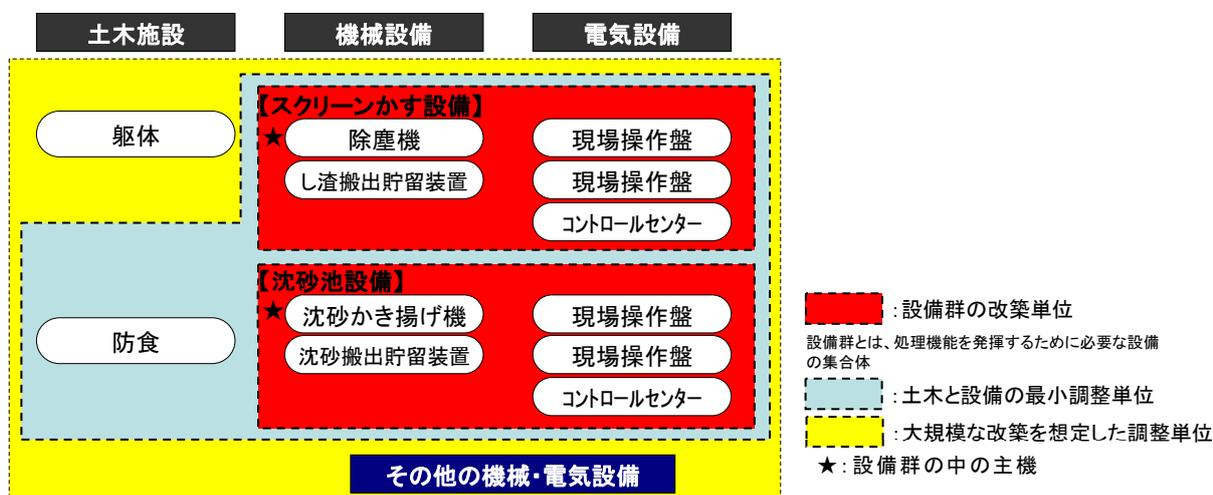 土木施設
機械設備
電気設備
躯体
【スクリーンかす設備】
★ 除塵機
現場操作盤
し渣搬出貯留装置
現場操作盤
コントロールセンター
防食
【沈砂池設備】
★ 沈砂かき揚げ機
現場操作盤
沈砂搬出貯留装置
現場操作盤
コントロールセンター
その他の機械・電気設備
：設備群の改築単位
設備群とは、処理機能を発揮するために必要な設備
の集合体
：土木と設備の最小調整単位
：大規模な改築を想定した調整単位
★：設備群の中の主機